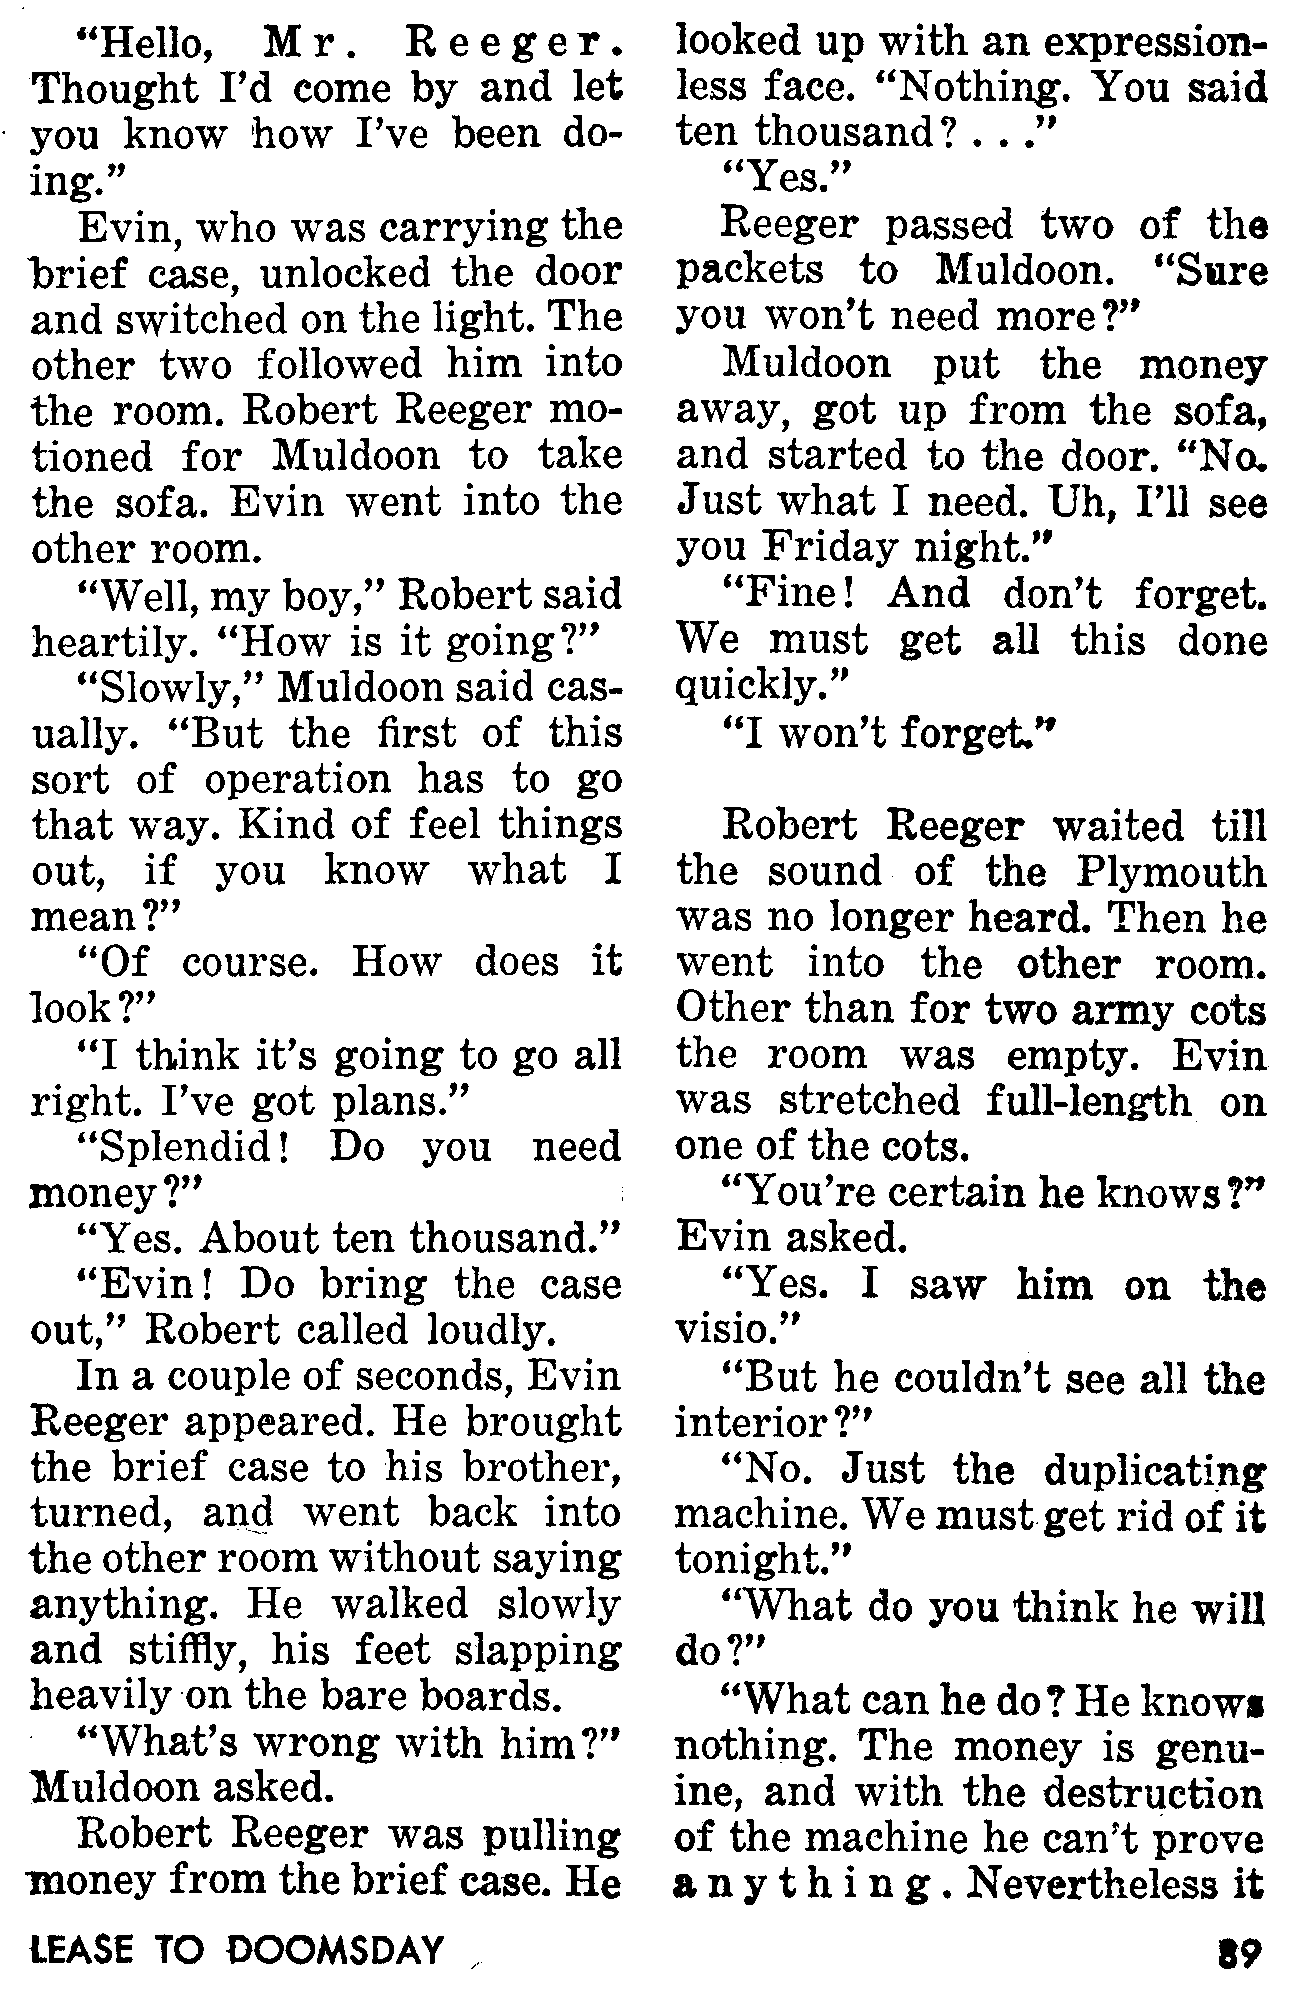 “Hello, Mr. Reeger.
Thought I’d come by and let
you know how I’ve been do-
ing.”
Evin, who was carrying the
brief case, unlocked the door
and switched on the light. The
other two followed him into
the room. Robert Reeger mo-
tioned for Muldoon to take
the sofa. Evin went into the
other room.
“Well, my boy,” Robert said
heartily. “How is it going?”
“Slowly,” Muldoon said cas-
ually. “But the first of this
sort of operation has to go
that way. Kind of feel things
out, if you know what I
mean?”
“Of course. How does it
look?”
“I think it’s going to go all
right. I’ve got plans.”
“Splendid! Do you need
money?”
“Yes. About ten thousand.”
“Evin! Do bring the case
out,” Robert called loudly.
In a couple of seconds, Evin
Reeger appeared. He brought
the brief case to his brother,
turned, and went back into
the other room without saying
anything. He walked slowly
and stiffly, his feet slapping
heavily on the bare boards.
“What’s wrong with him?”
Muldoon asked.
Robert Reeger was pulling
money from the brief case. He
looked up with an expression-
less face. “Nothing. You said
ten thousand? . . .”
“Yes.”
Reeger passed two of the
packets to Muldoon. “Sure
you won’t need more?”
Muldoon put the money
away, got up from the sofa,
and started to the door. “No.
Just what I need. Uh, I’ll see
you Friday night.”
“Fine! And don’t forget.
We must get all this done
quickly.”
“I won’t forget.”
Robert Reeger waited till
the sound of the Plymouth
was no longer heard. Then he
went into the other room.
Other than for two army cots
the room was empty. Evin
was stretched full-length on
one of the cots.
“You’re certain he knows?”
Evin asked.
“Yes. I saw him on the
visio.”
“But he couldn’t see all the
interior?”
“No. Just the duplicating
machine. We must get rid of it
tonight.”
“What do you think he will
do?”
“What can he do? He knows
nothing. The money is genu-
ine, and with the destruction
of the machine he can’t prove
anything. Nevertheless it
LEASE TO DOOMSDAY 89